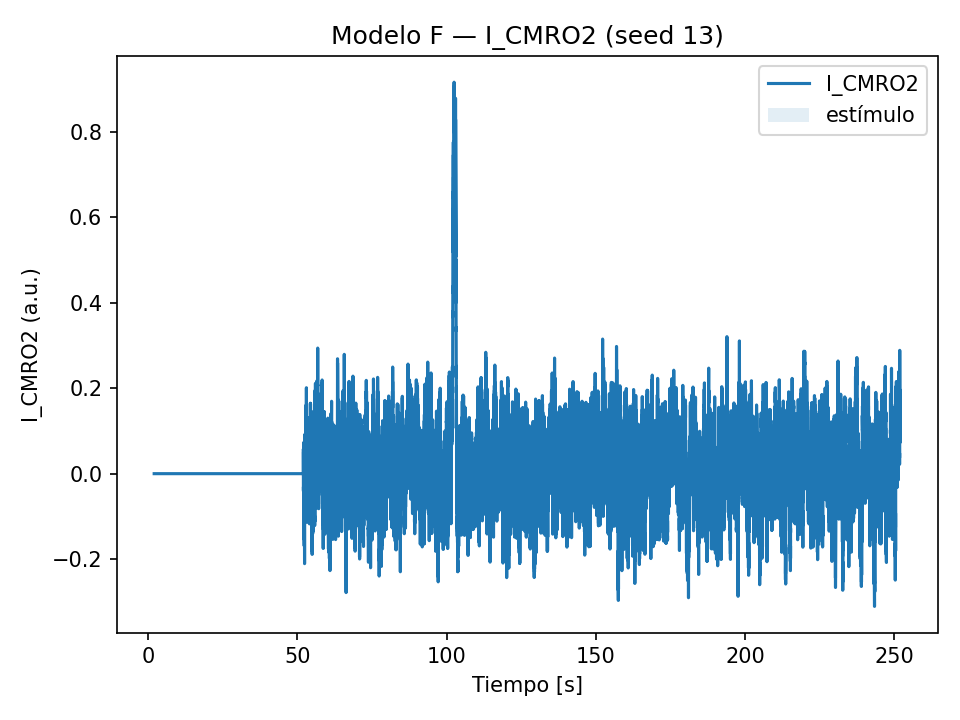 Modelo F — I_CMRO2 (seed 13)
I_CMRO2
estímulo
0.8
0.6
0.4
0.2
0.0
−0.2
I_CMRO2 (a.u.)
0 50 100 150 200 250
Tiempo [s]